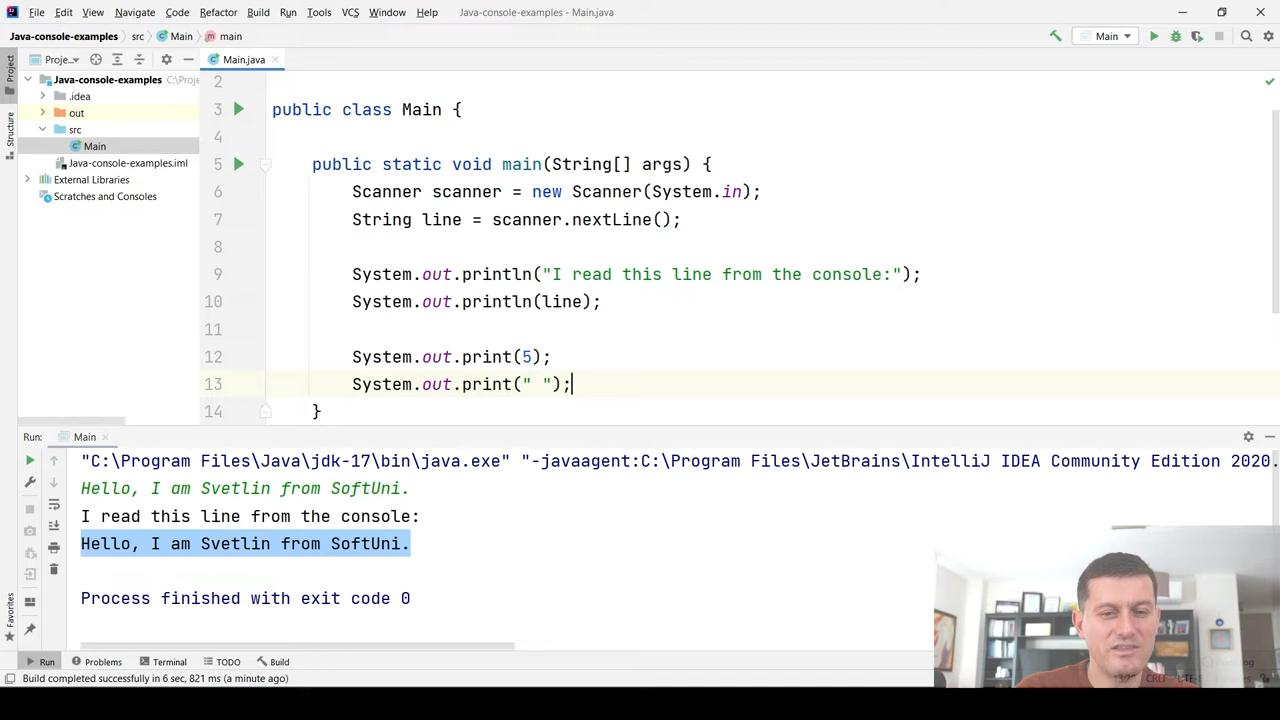 File Edit View Navigate Code Refactor Build Run Tools VCS Window Help Java-console-examples - Main.java
Java-console-examples src Main main Main
Project Proje... Main.java
Java-console-examples C:\Proje
.idea
out
src
Main
Java-console-examples.iml
External Libraries
Scratches and Consoles
Structure
2
3 public class Main {
4
5 public static void main(String[] args) {
6 Scanner scanner = new Scanner(System.in);
7 String line = scanner.nextLine();
8
9 System.out.println("I read this line from the console:");
10 System.out.println(line);
11
12 System.out.print(5);
13 System.out.print(" ");
14 }
Run: Main
"C:\Program Files\Java\jdk-17\bin\java.exe" "-javaagent:C:\Program Files\JetBrains\IntelliJ IDEA Community Edition 2020.
Hello, I am Svetlin from SoftUni.
I read this line from the console:
Hello, I am Svetlin from SoftUni.
Process finished with exit code 0
Favorites
Run Problems Terminal TODO Build
Build completed successfully in 6 sec, 821 ms (a minute ago)